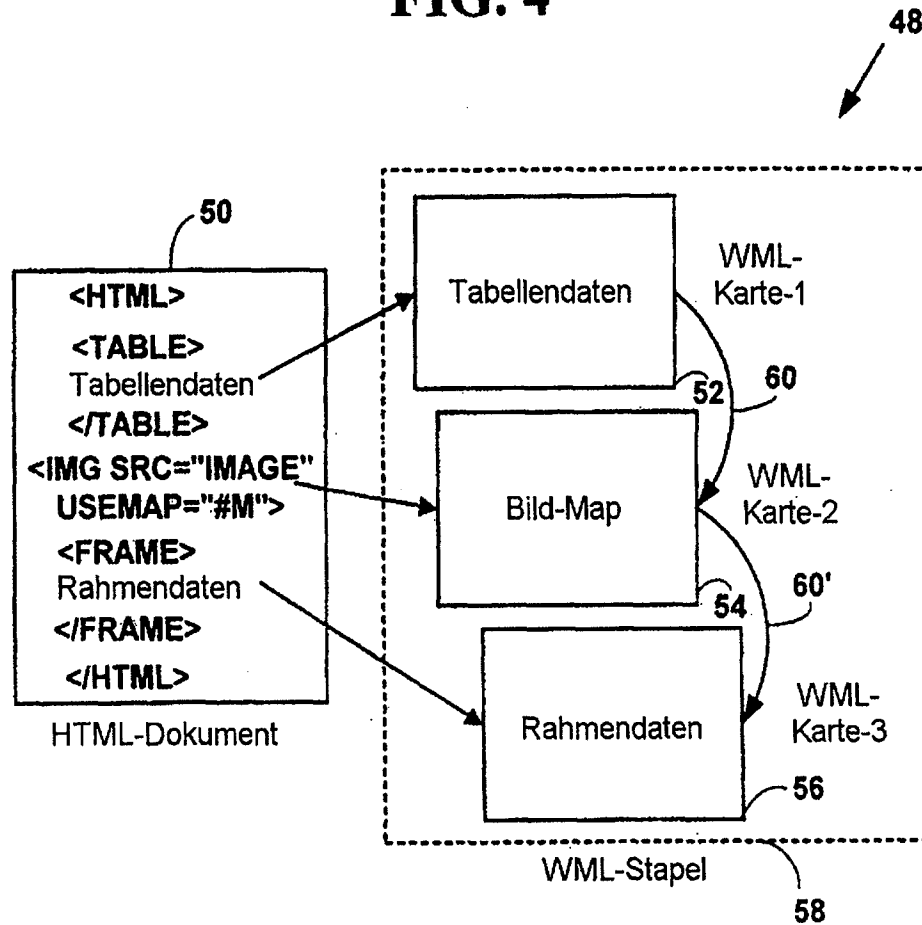 FIG. 4
48
50
<HTML>
<TABLE>
Tabellendaten
</TABLE>
<IMG SRC="IMAGE"
USEMAP="#M">
<FRAME>
Rahmendaten
</FRAME>
</HTML>
HTML-Dokument
Tabellendaten
WML-
Karte-1
52
60
Bild-Map
WML-
Karte-2
54
60'
Rahmendaten
WML-
Karte-3
56
WML-Stapel
58